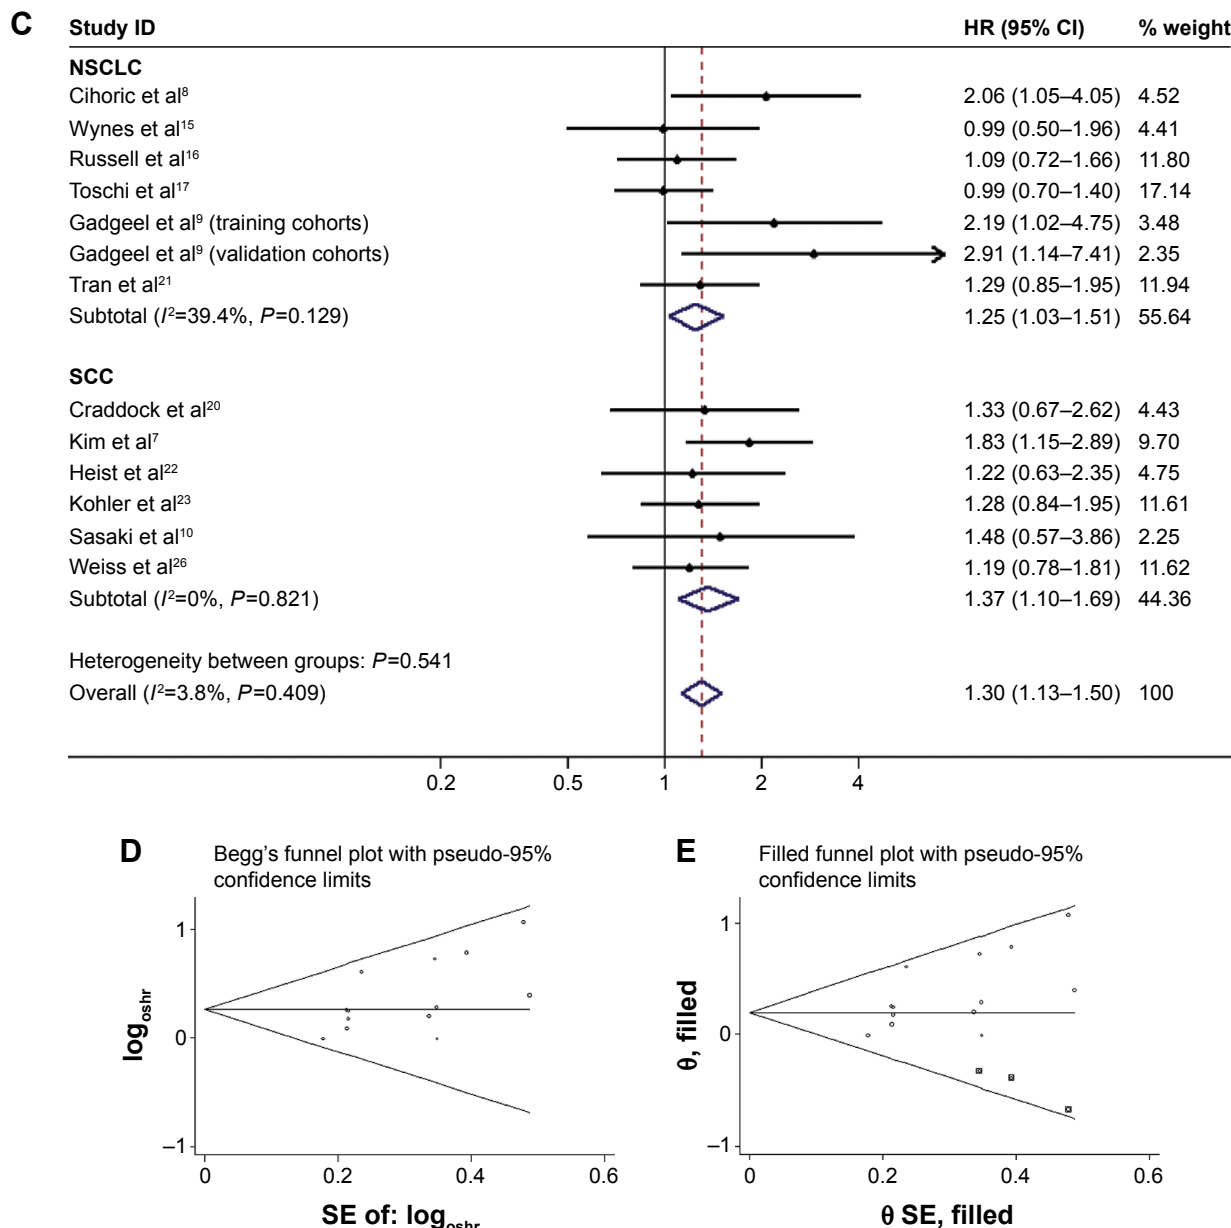 C
Study ID HR (95% CI) % weight
NSCLC
Cihoric et al⁸ 2.06 (1.05–4.05) 4.52
Wynes et al¹⁵ 0.99 (0.50–1.96) 4.41
Russell et al¹⁶ 1.09 (0.72–1.66) 11.80
Toschi et al¹⁷ 0.99 (0.70–1.40) 17.14
Gadgeel et al⁹ (training cohorts) 2.19 (1.02–4.75) 3.48
Gadgeel et al⁹ (validation cohorts) 2.91 (1.14–7.41) 2.35
Tran et al²¹ 1.29 (0.85–1.95) 11.94
Subtotal (I²=39.4%, P=0.129) 1.25 (1.03–1.51) 55.64
SCC
Craddock et al²⁰ 1.33 (0.67–2.62) 4.43
Kim et al⁷ 1.83 (1.15–2.89) 9.70
Heist et al²² 1.22 (0.63–2.35) 4.75
Kohler et al²³ 1.28 (0.84–1.95) 11.61
Sasaki et al¹⁰ 1.48 (0.57–3.86) 2.25
Weiss et al²⁶ 1.19 (0.78–1.81) 11.62
Subtotal (I²=0%, P=0.821) 1.37 (1.10–1.69) 44.36
Heterogeneity between groups: P=0.541
Overall (I²=3.8%, P=0.409) 1.30 (1.13–1.50) 100
0.2 0.5 1 2 4
D
Begg's funnel plot with pseudo-95%
confidence limits
log_oshr
1
0
–1
0 0.2 0.4 0.6
SE of: log_oshr
E
Filled funnel plot with pseudo-95%
confidence limits
θ, filled
1
0
–1
0 0.2 0.4 0.6
θ SE, filled